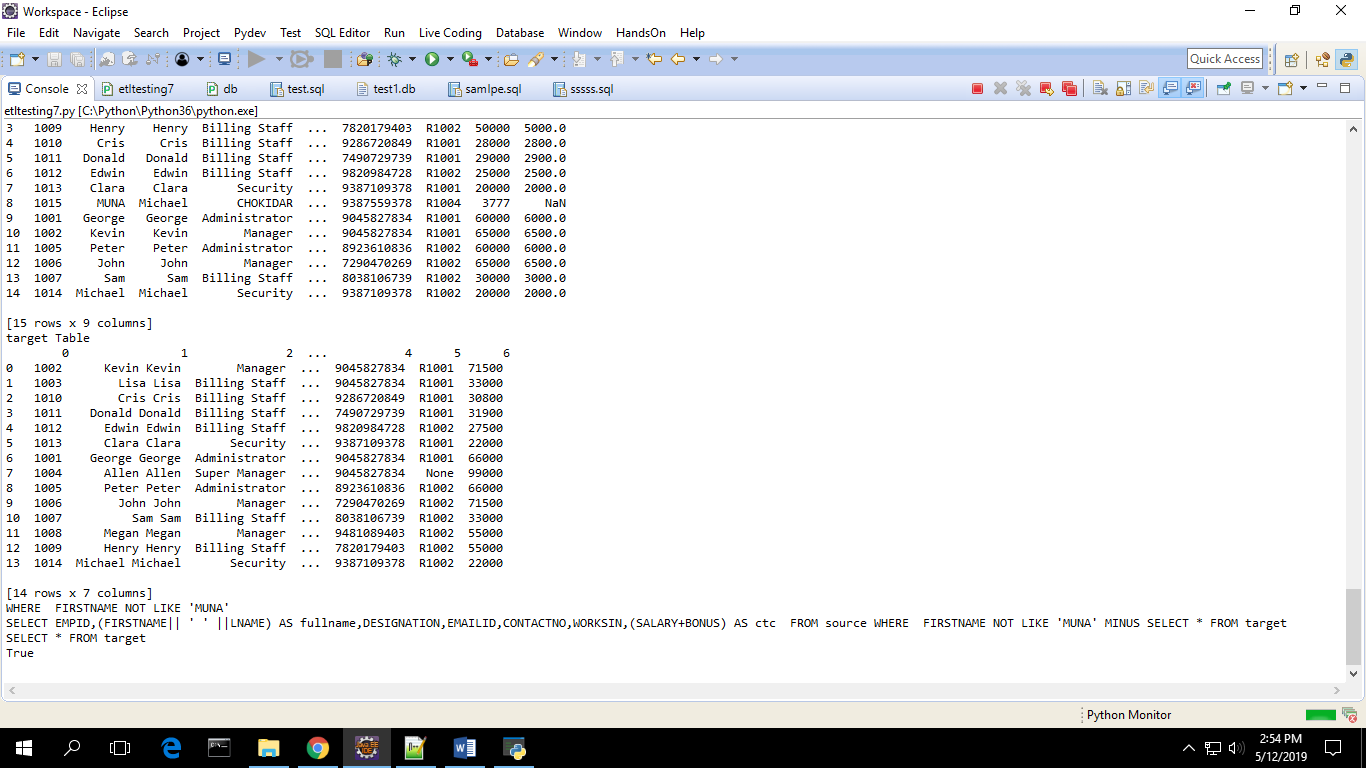 Workspace - Eclipse
File Edit Navigate Search Project Pydev Test SQL Editor Run Live Coding Database Window HandsOn Help
Quick Access
Console etltesting7 db test.sql test1.db samlpe.sql sssss.sql
etltesting7.py [C:\Python\Python36\python.exe]
3 1009 Henry Henry Billing Staff ... 7820179403 R1002 50000 5000.0
4 1010 Cris Cris Billing Staff ... 9286720849 R1001 28000 2800.0
5 1011 Donald Donald Billing Staff ... 7490729739 R1001 29000 2900.0
6 1012 Edwin Edwin Billing Staff ... 9820984728 R1002 25000 2500.0
7 1013 Clara Clara Security ... 9387109378 R1001 20000 2000.0
8 1015 MUNA Michael CHOKIDAR ... 9387559378 R1004 3777 NaN
9 1001 George George Administrator ... 9045827834 R1001 60000 6000.0
10 1002 Kevin Kevin Manager ... 9045827834 R1001 65000 6500.0
11 1005 Peter Peter Administrator ... 8923610836 R1002 60000 6000.0
12 1006 John John Manager ... 7290470269 R1002 65000 6500.0
13 1007 Sam Sam Billing Staff ... 8038106739 R1002 30000 3000.0
14 1014 Michael Michael Security ... 9387109378 R1002 20000 2000.0
[15 rows x 9 columns]
target Table
0 1 2 ... 4 5 6
0 1002 Kevin Kevin Manager ... 9045827834 R1001 71500
1 1003 Lisa Lisa Billing Staff ... 9045827834 R1001 33000
2 1010 Cris Cris Billing Staff ... 9286720849 R1001 30800
3 1011 Donald Donald Billing Staff ... 7490729739 R1001 31900
4 1012 Edwin Edwin Billing Staff ... 9820984728 R1002 27500
5 1013 Clara Clara Security ... 9387109378 R1001 22000
6 1001 George George Administrator ... 9045827834 R1001 66000
7 1004 Allen Allen Super Manager ... 9045827834 None 99000
8 1005 Peter Peter Administrator ... 8923610836 R1002 66000
9 1006 John John Manager ... 7290470269 R1002 71500
10 1007 Sam Sam Billing Staff ... 8038106739 R1002 33000
11 1008 Megan Megan Manager ... 9481089403 R1002 55000
12 1009 Henry Henry Billing Staff ... 7820179403 R1002 55000
13 1014 Michael Michael Security ... 9387109378 R1002 22000
[14 rows x 7 columns]
WHERE  FIRSTNAME NOT LIKE 'MUNA'
SELECT EMPID,(FIRSTNAME|| ' ' ||LNAME) AS fullname,DESIGNATION,EMAILID,CONTACTNO,WORKSIN,(SALARY+BONUS) AS ctc  FROM source WHERE  FIRSTNAME NOT LIKE 'MUNA' MINUS SELECT * FROM target
SELECT * FROM target
True
Python Monitor
2:54 PM
5/12/2019